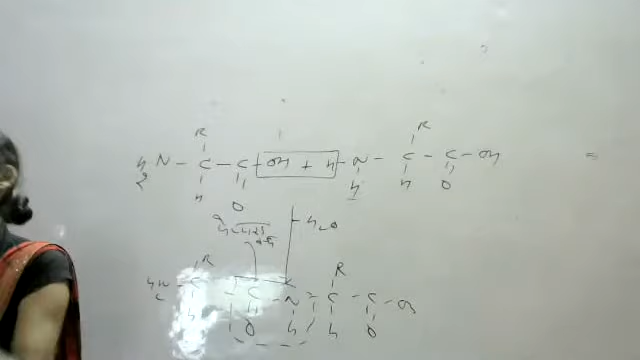 R R
H₂N - C - C - OH + H - N - C - C - OH =
H O H H O
- H₂O
R R
H₂N - C - C - N - C - C - OH
H O H H O